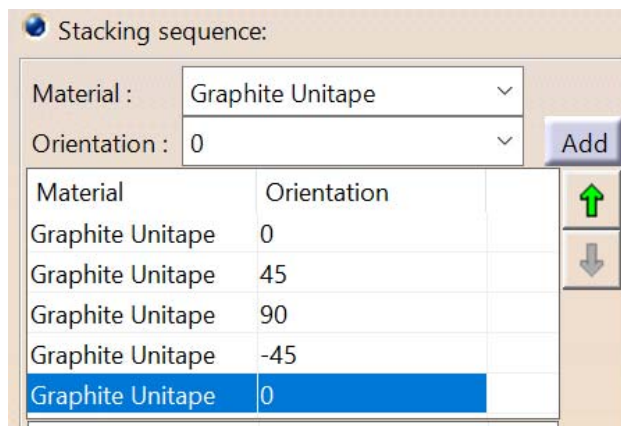 Stacking sequence:
Material : Graphite Unitape
Orientation : 0 Add
Material Orientation
Graphite Unitape 0
Graphite Unitape 45
Graphite Unitape 90
Graphite Unitape -45
Graphite Unitape 0